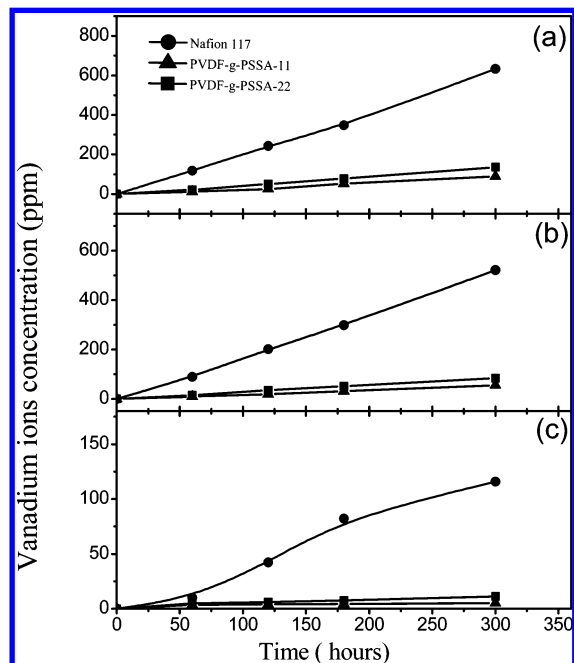 (a)
Nafion 117
PVDF-g-PSSA-11
PVDF-g-PSSA-22
800
600
400
200
0
(b)
600
400
200
0
(c)
150
100
50
0
0 50 100 150 200 250 300 350
Time ( hours)
Vanadium ions concentration (ppm)